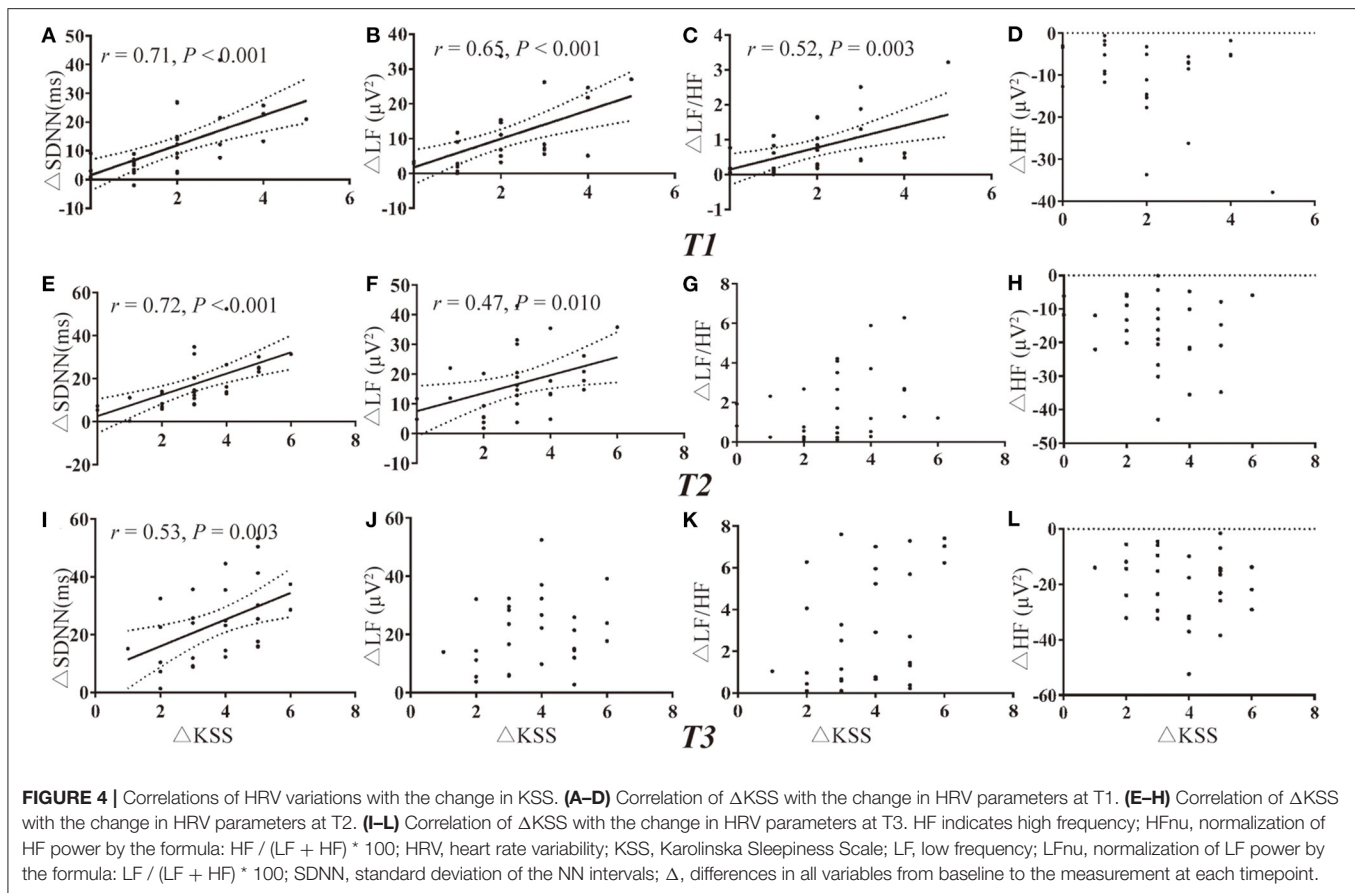 A B C D
r = 0.71, P < 0.001
r = 0.65, P < 0.001
r = 0.52, P = 0.003
△SDNN(ms)
50
40
30
20
10
0
-10
2 4 6
△LF (µV²)
40
30
20
10
0
-10
2 4 6
△LF/HF
4
3
2
1
0
-1
2 4 6
△HF (µV²)
0
-10
-20
-30
-40
0 2 4 6
T1
E F G H
r = 0.72, P < 0.001
r = 0.47, P = 0.010
△SDNN(ms)
60
40
20
0
-20
2 4 6 8
△LF (µV²)
50
40
30
20
10
0
-10
2 4 6 8
△LF/HF
8
6
4
2
0
0 2 4 6 8
△HF (µV²)
0
-10
-20
-30
-40
-50
0 2 4 6 8
T2
I J K L
r = 0.53, P = 0.003
△SDNN(ms)
60
40
20
0
0 2 4 6 8
△KSS
△LF (µV²)
60
40
20
0
0 2 4 6 8
△KSS
△LF/HF
8
6
4
2
0
0 2 4 6 8
△KSS
△HF (µV²)
0
-20
-40
-60
0 2 4 6 8
△KSS
T3
FIGURE 4 | Correlations of HRV variations with the change in KSS. (A–D) Correlation of ΔKSS with the change in HRV parameters at T1. (E–H) Correlation of ΔKSS
with the change in HRV parameters at T2. (I–L) Correlation of ΔKSS with the change in HRV parameters at T3. HF indicates high frequency; HFnu, normalization of
HF power by the formula: HF / (LF + HF) * 100; HRV, heart rate variability; KSS, Karolinska Sleepiness Scale; LF, low frequency; LFnu, normalization of LF power by
the formula: LF / (LF + HF) * 100; SDNN, standard deviation of the NN intervals; Δ, differences in all variables from baseline to the measurement at each timepoint.